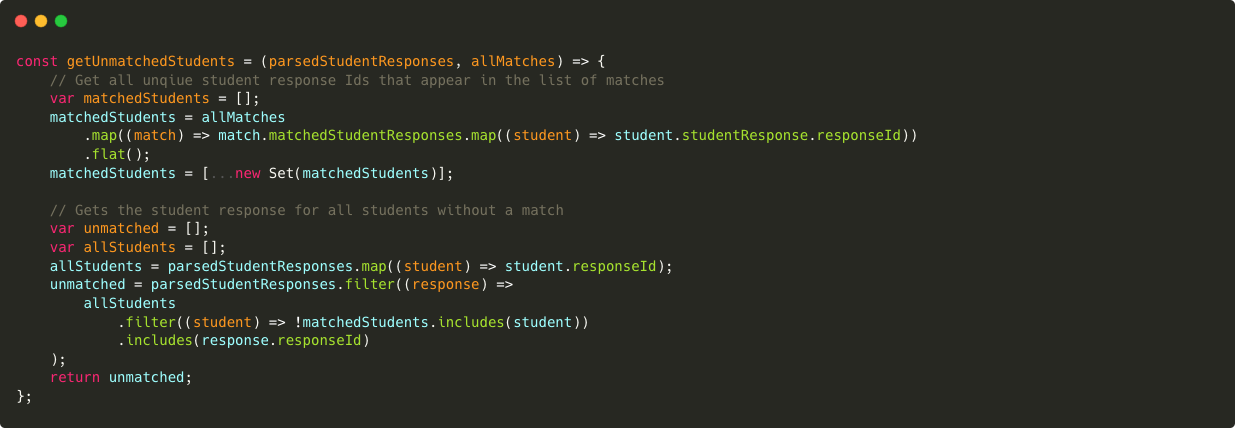 const getUnmatchedStudents = (parsedStudentResponses, allMatches) => {
    // Get all unqiue student response Ids that appear in the list of matches
    var matchedStudents = [];
    matchedStudents = allMatches
        .map((match) => match.matchedStudentResponses.map((student) => student.studentResponse.responseId))
        .flat();
    matchedStudents = [...new Set(matchedStudents)];

    // Gets the student response for all students without a match
    var unmatched = [];
    var allStudents = [];
    allStudents = parsedStudentResponses.map((student) => student.responseId);
    unmatched = parsedStudentResponses.filter((response) =>
        allStudents
            .filter((student) => !matchedStudents.includes(student))
            .includes(response.responseId)
    );
    return unmatched;
};